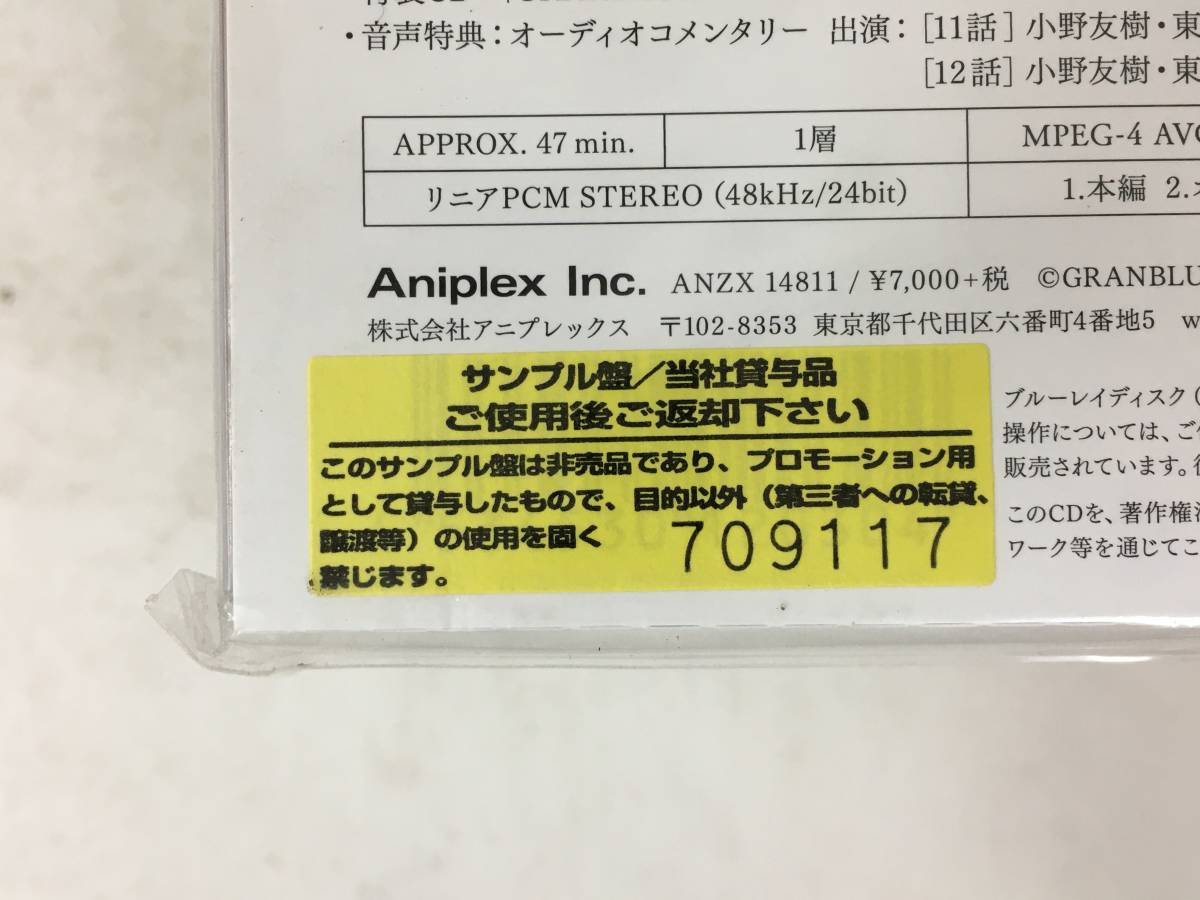 ・音声特典：オーディオコメンタリー 出演：［11話］小野友樹・東
［12話］小野友樹・東
APPROX. 47 min.
1層
MPEG-4 AVC
リニアPCM STEREO（48kHz/24bit）
1.本編 2.
Aniplex Inc. ANZX 14811 / ¥7,000+税 ©GRANBLU
株式会社アニプレックス 〒102-8353 東京都千代田区六番町4番地5 w
サンプル盤／当社貸与品
ご使用後ご返却下さい
このサンプル盤は非売品であり、プロモーション用
として貸与したもので、目的以外（第三者への転貸、
譲渡等）の使用を固く
禁じます。
709117
ブルーレイディスク（
操作については、ご
販売されています。
このCDを、著作権
ワーク等を通じてこ